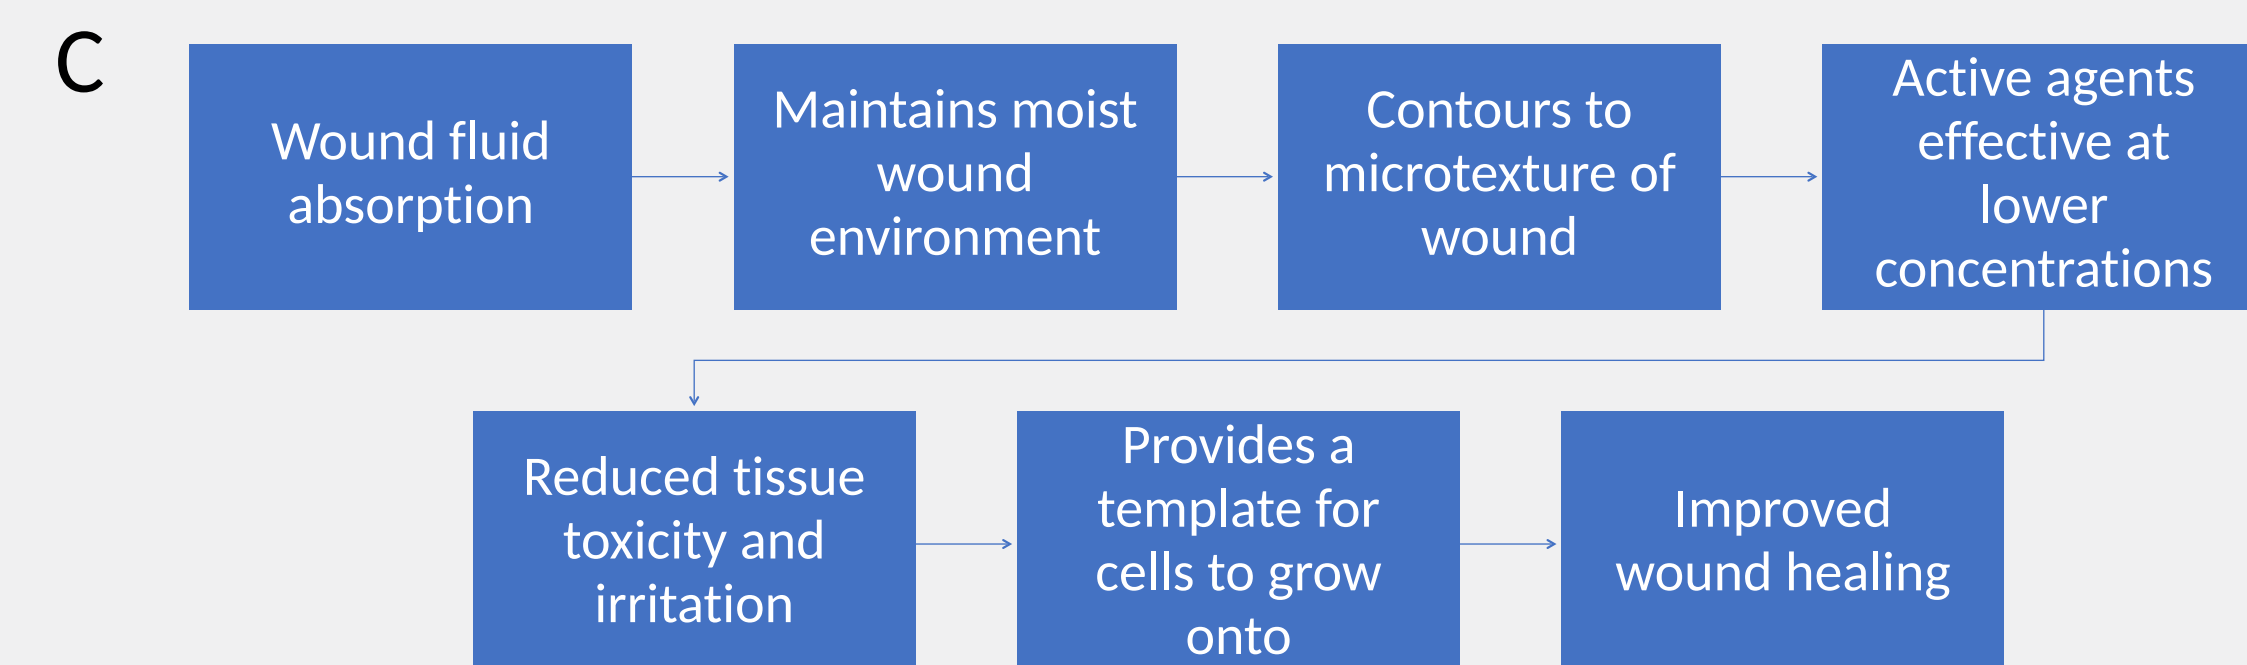 C
Wound fluid
absorption
Maintains moist
wound
environment
Contours to
microtexture of
wound
Active agents
effective at
lower
concentrations
Reduced tissue
toxicity and
irritation
Provides a
template for
cells to grow
onto
Improved
wound healing